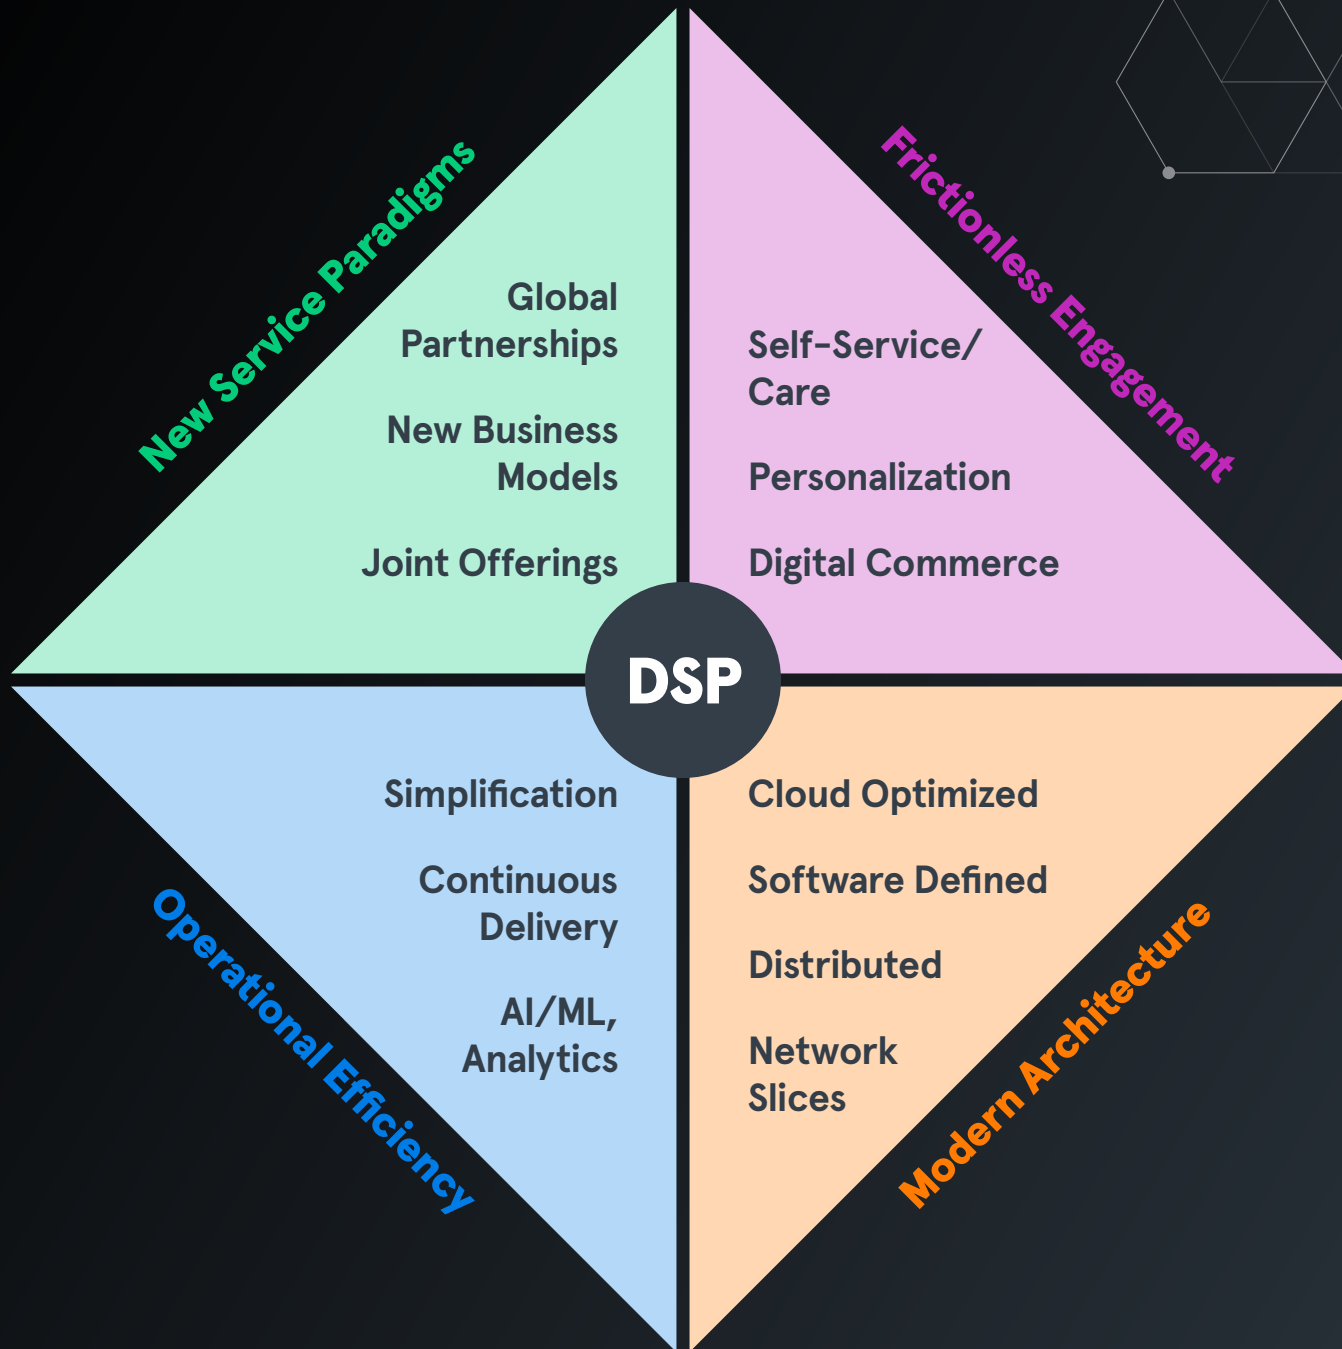 New Service Paradigms
Global
Partnerships
New Business
Models
Joint Offerings
Frictionless Engagement
Self-Service/
Care
Personalization
Digital Commerce
DSP
Operational Efficiency
Simplification
Continuous
Delivery
AI/ML,
Analytics
Modern Architecture
Cloud Optimized
Software Defined
Distributed
Network
Slices